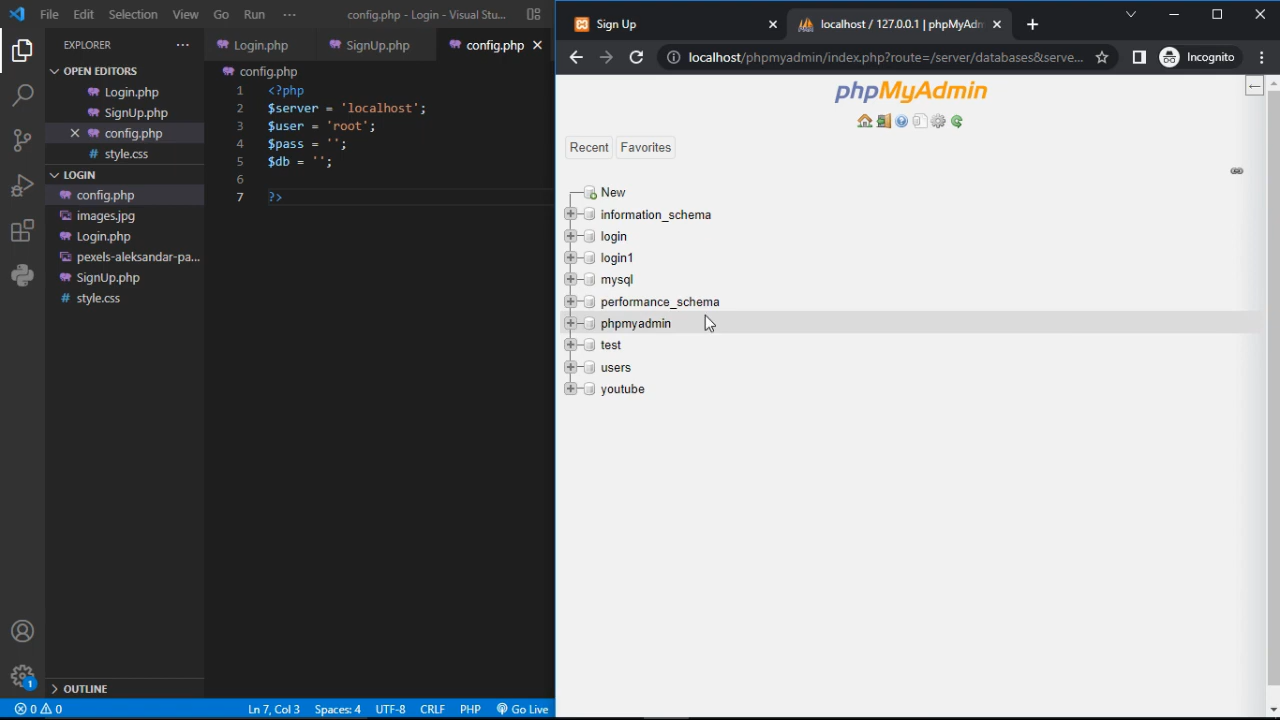 File Edit Selection View Go Run ··· config.php - Login - Visual Stu...
EXPLORER ···
OPEN EDITORS
Login.php
SignUp.php
config.php
# style.css
LOGIN
config.php
images.jpg
Login.php
pexels-aleksandar-pa...
SignUp.php
# style.css
OUTLINE
1
Login.php SignUp.php config.php
config.php
1 <?php
2 $server = 'localhost';
3 $user = 'root';
4 $pass = '';
5 $db = '';
6
7 ?>
0 0 Ln 7, Col 3 Spaces: 4 UTF-8 CRLF PHP Go Live
Sign Up localhost / 127.0.0.1 | phpMyAdm
localhost/phpmyadmin/index.php?route=/server/databases&serve... Incognito
phpMyAdmin
Recent Favorites
New
information_schema
login
login1
mysql
performance_schema
phpmyadmin
test
users
youtube